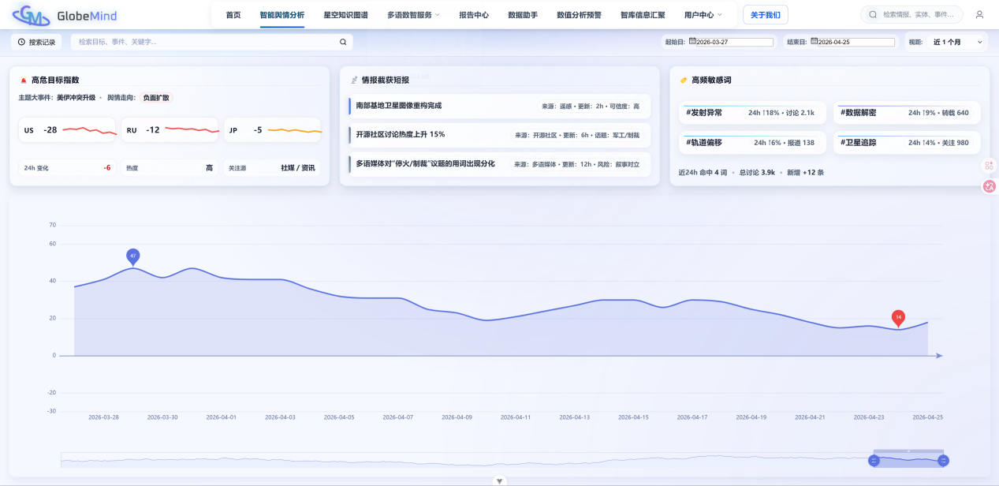 GlobeMind
首页 智能舆情分析 星空知识图谱 多语数智服务 报告中心 数据助手 数值分析预警 智库信息汇聚 用户中心 关于我们 检索情报、实体、事件...
搜索记录 检索目标、事件、关键字... 起始日: 2026-03-27 结束日: 2026-04-25 视距: 近 1 个月
高危目标指数
主题大事件: 美伊冲突升级 • 舆情走向: 负面扩散
US -28 RU -12 JP -5
24h 变化 -6 热度 高 关注源 社媒 / 资讯
情报截获短报
南部基地卫星图像重构完成 来源: 遥感 • 更新: 2h • 可信度: 高
开源社区讨论热度上升 15% 来源: 开源社区 • 更新: 6h • 话题: 军工/制裁
多语媒体对“停火/制裁”议题的用词出现分化 来源: 多语媒体 • 更新: 12h • 风险: 叙事对立
高频敏感词
#发射异常 24h ↑18% • 讨论 2.1k #数据解密 24h ↑9% • 转载 640
#轨道偏移 24h ↑6% • 报道 138 #卫星追踪 24h ↑4% • 关注 980
近24h 命中 4 词 • 总讨论 3.9k • 新增 +12 条
70
60
47
40
20
14
0
-20
-30
2026-03-28 2026-03-30 2026-04-01 2026-04-03 2026-04-05 2026-04-07 2026-04-09 2026-04-11 2026-04-13 2026-04-15 2026-04-17 2026-04-19 2026-04-21 2026-04-23 2026-04-25